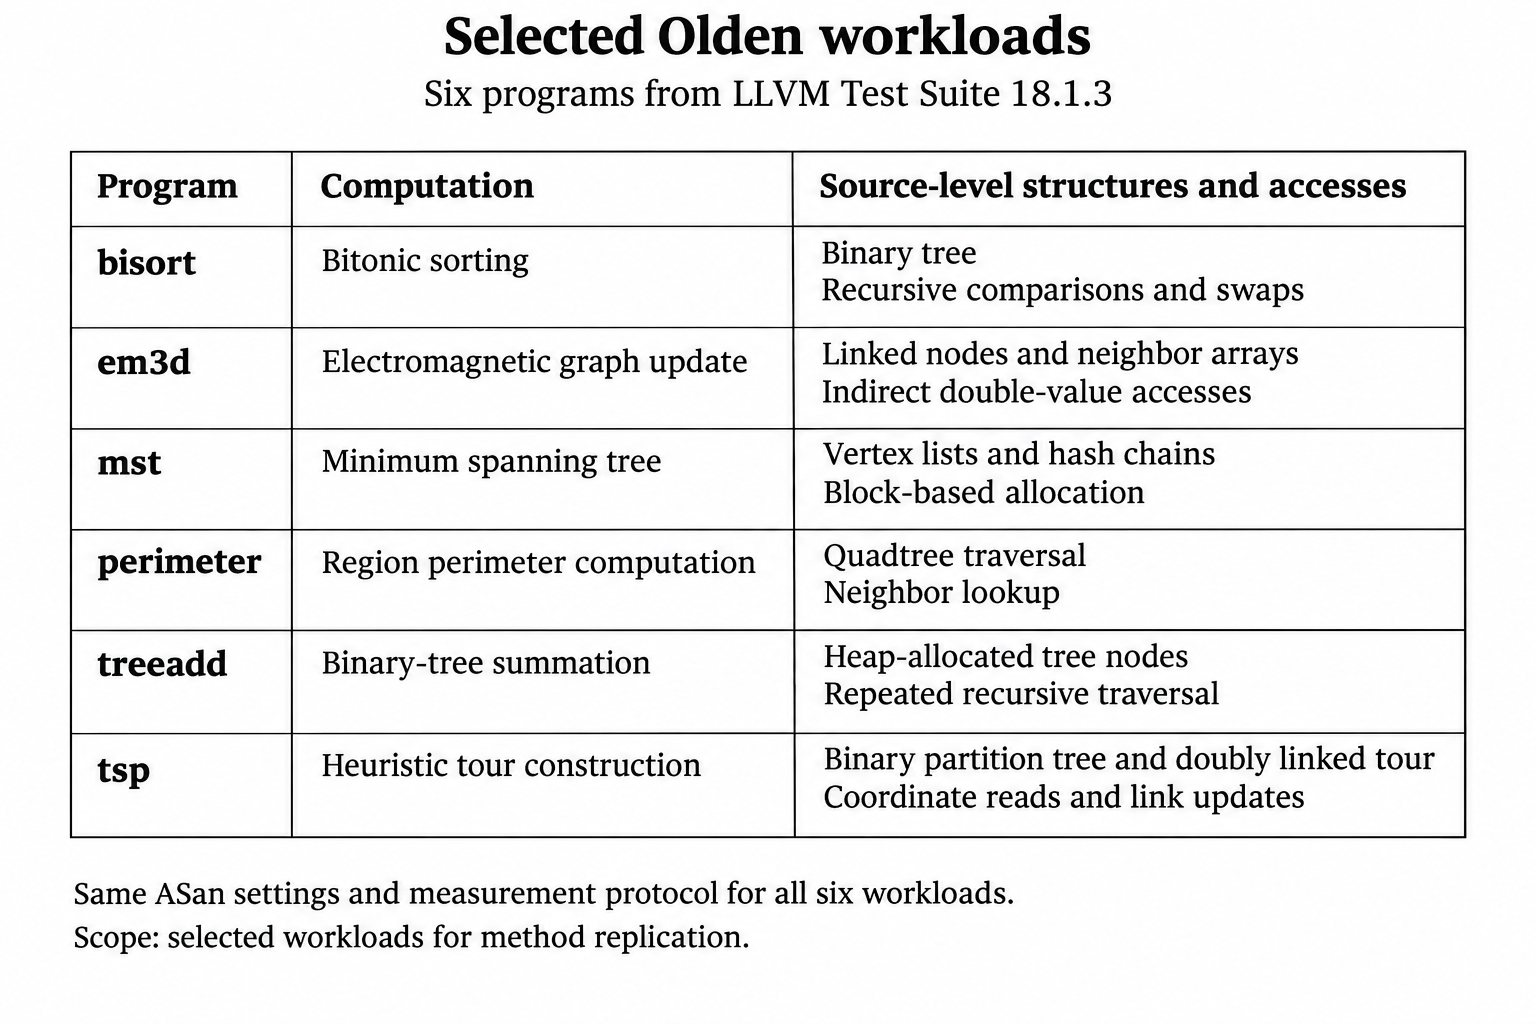 Selected Olden workloads
Six programs from LLVM Test Suite 18.1.3
Program Computation Source-level structures and accesses
bisort Bitonic sorting Binary tree
Recursive comparisons and swaps
em3d Electromagnetic graph update Linked nodes and neighbor arrays
Indirect double-value accesses
mst Minimum spanning tree Vertex lists and hash chains
Block-based allocation
perimeter Region perimeter computation Quadtree traversal
Neighbor lookup
treeadd Binary-tree summation Heap-allocated tree nodes
Repeated recursive traversal
tsp Heuristic tour construction Binary partition tree and doubly linked tour
Coordinate reads and link updates
Same ASan settings and measurement protocol for all six workloads.
Scope: selected workloads for method replication.